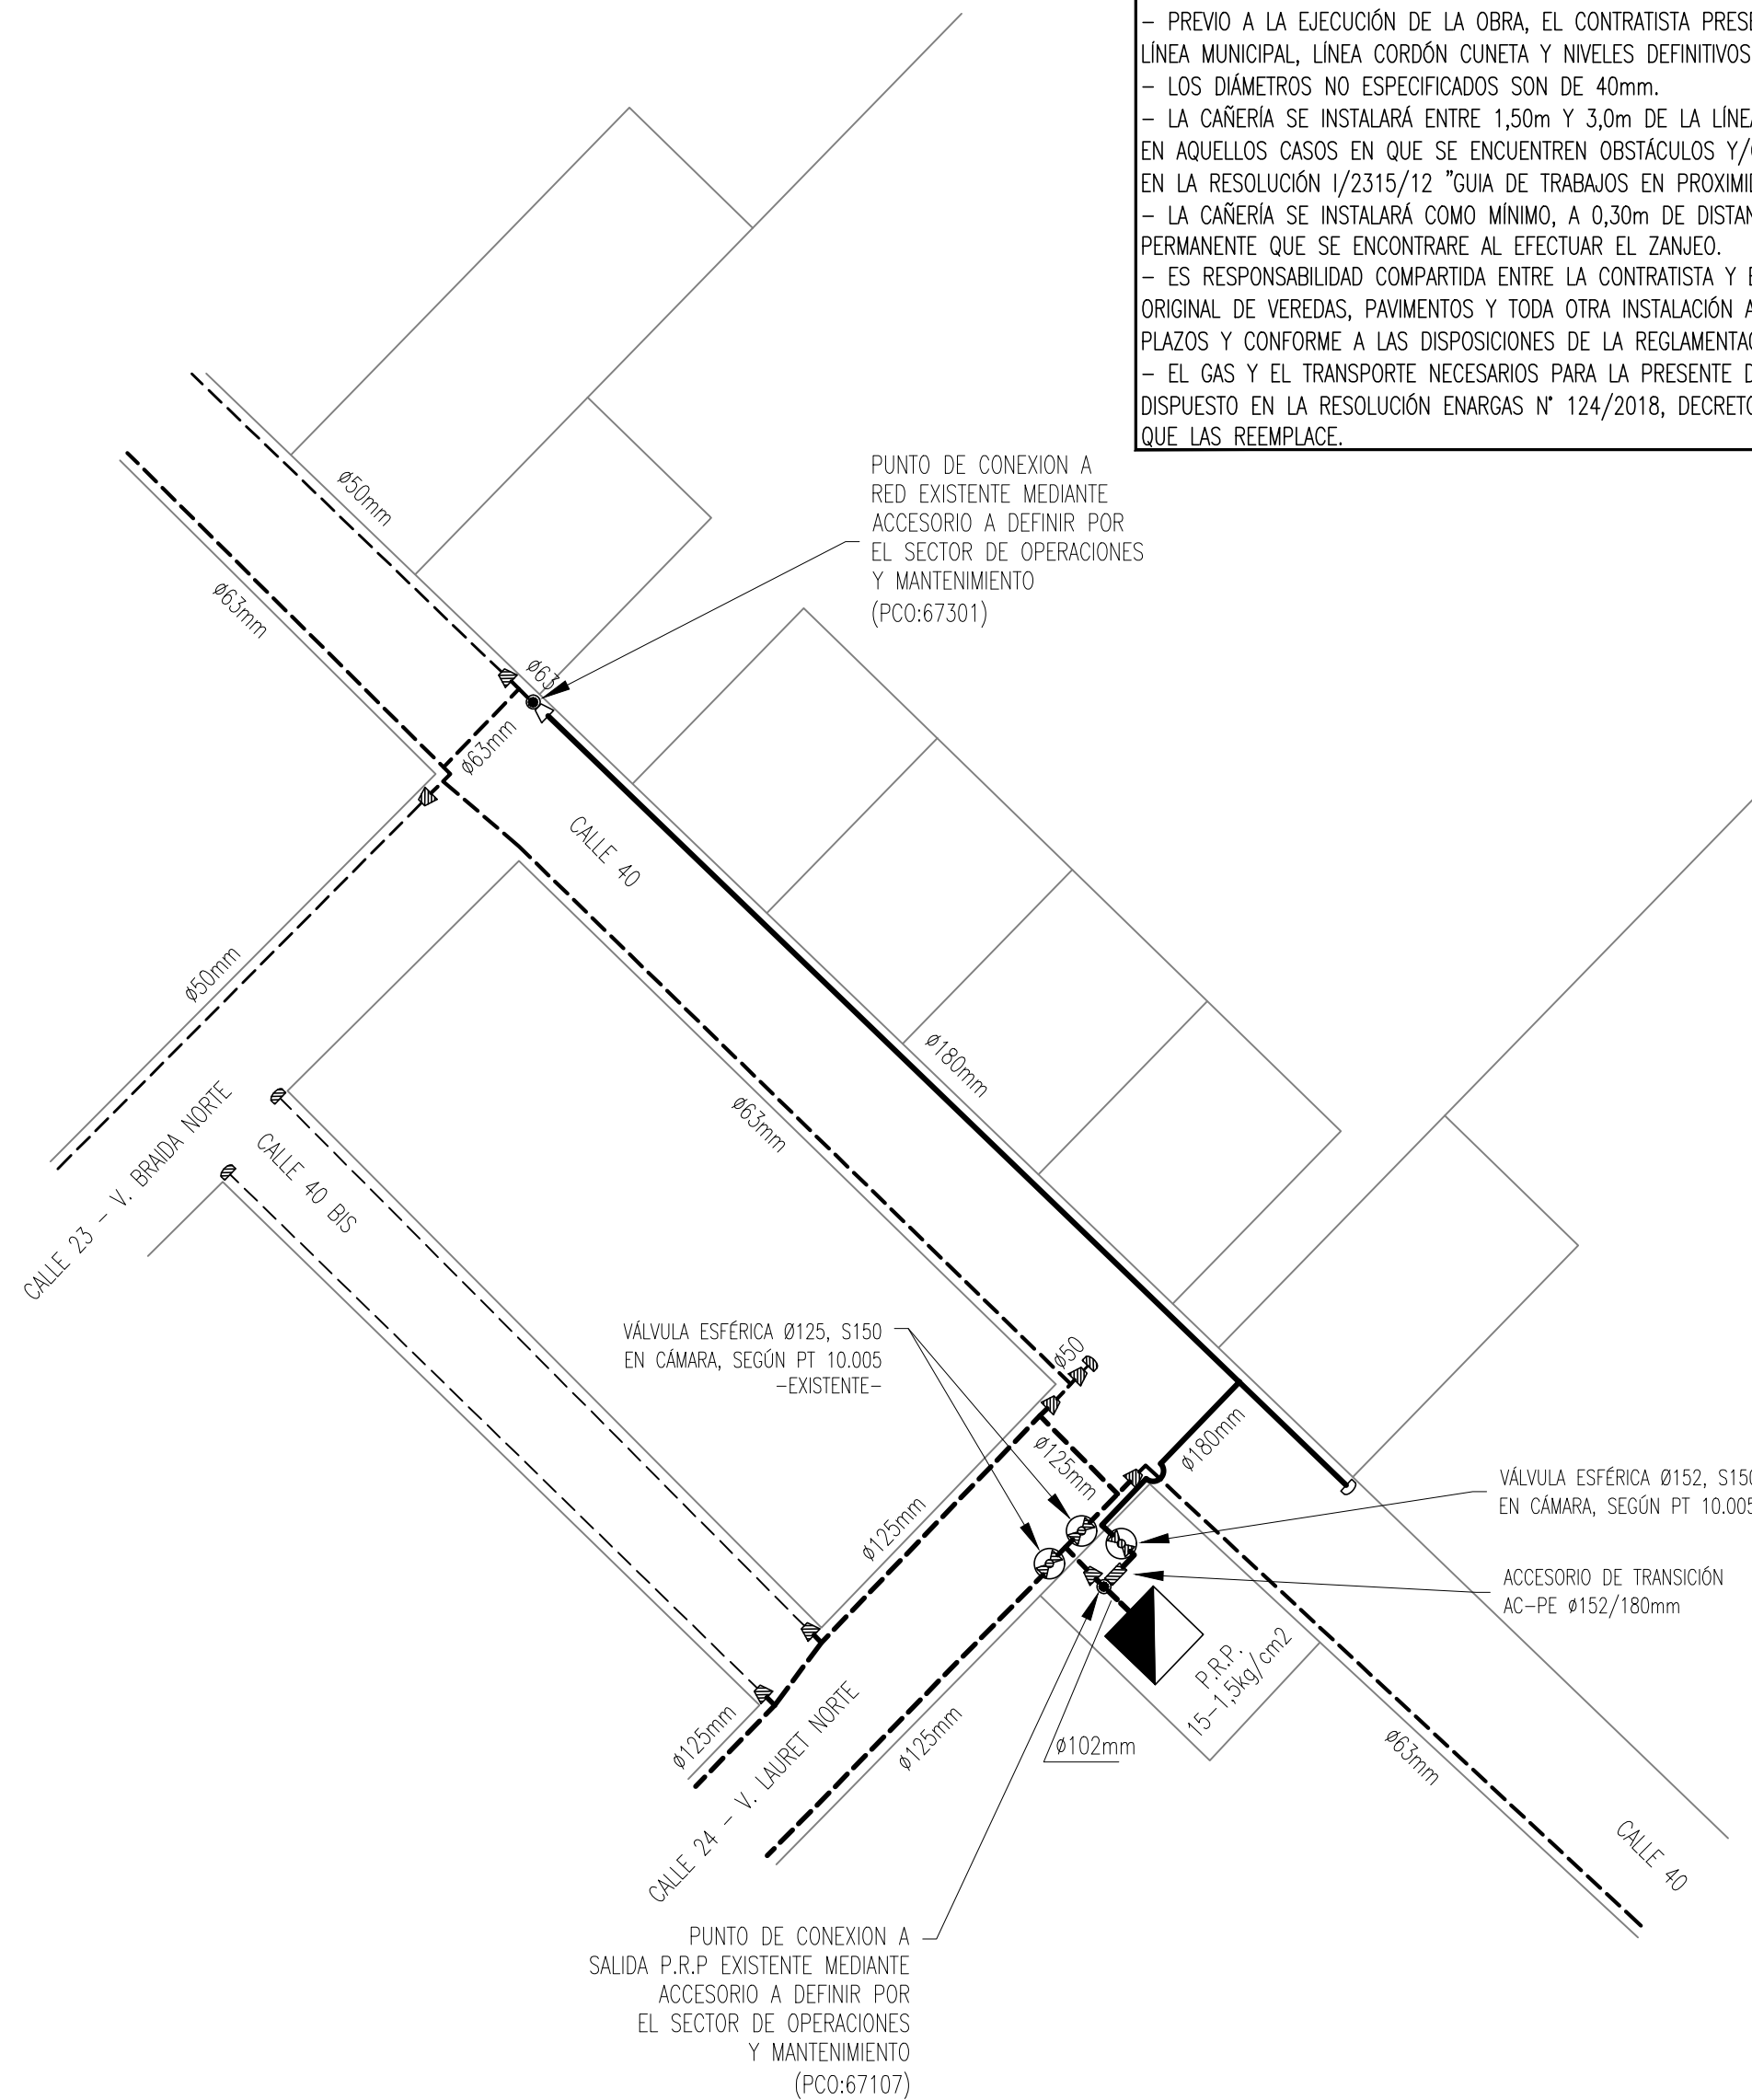 – PREVIO A LA EJECUCIÓN DE LA OBRA, EL CONTRATISTA
LÍNEA MUNICIPAL, LÍNEA CORDÓN CUNETA Y NIVELES DEFINITIVOS
– LOS DIÁMETROS NO ESPECIFICADOS SON DE 40mm.
– LA CAÑERÍA SE INSTALARÁ ENTRE 1,50m Y 3,0m DE LA LÍNEA
EN AQUELLOS CASOS EN QUE SE ENCUENTREN OBSTÁCULOS
EN LA RESOLUCIÓN I/2315/12 "GUIA DE TRABAJOS EN
– LA CAÑERÍA SE INSTALARÁ COMO MÍNIMO, A 0,30m DE
PERMANENTE QUE SE ENCONTRARE AL EFECTUAR EL ZANJEO.
– ES RESPONSABILIDAD COMPARTIDA ENTRE LA CONTRATISTA Y
ORIGINAL DE VEREDAS, PAVIMENTOS Y TODA OTRA INSTALACIÓN
PLAZOS Y CONFORME A LAS DISPOSICIONES DE LA
– EL GAS Y EL TRANSPORTE NECESARIOS PARA LA PRESENTE
DISPUESTO EN LA RESOLUCIÓN ENARGAS N° 124/2018, DECRETO
QUE LAS REEMPLACE.
PUNTO DE CONEXION A
RED EXISTENTE MEDIANTE
ACCESORIO A DEFINIR POR
EL SECTOR DE OPERACIONES
Y MANTENIMIENTO
(PCO:67301)
ø50mm
ø63mm
ø63
ø63mm
CALLE 40
ø50mm
ø180mm
ø63mm
CALLE 23 – V. BRAIDA NORTE
CALLE 40 BIS
VÁLVULA ESFÉRICA Ø125, S150
EN CÁMARA, SEGÚN PT 10.005
–EXISTENTE–
ø50
ø125mm
ø180mm
VÁLVULA ESFÉRICA Ø152, S150
EN CÁMARA, SEGÚN PT 10.005
ø125mm
ACCESORIO DE TRANSICIÓN
AC–PE ø152/180mm
P.R.P.
15–1,5kg/cm2
ø125mm
ø125mm
ø102mm
ø63mm
CALLE 24 – V. LAURET NORTE
CALLE 40
PUNTO DE CONEXION A
SALIDA P.R.P EXISTENTE MEDIANTE
ACCESORIO A DEFINIR POR
EL SECTOR DE OPERACIONES
Y MANTENIMIENTO
(PCO:67107)